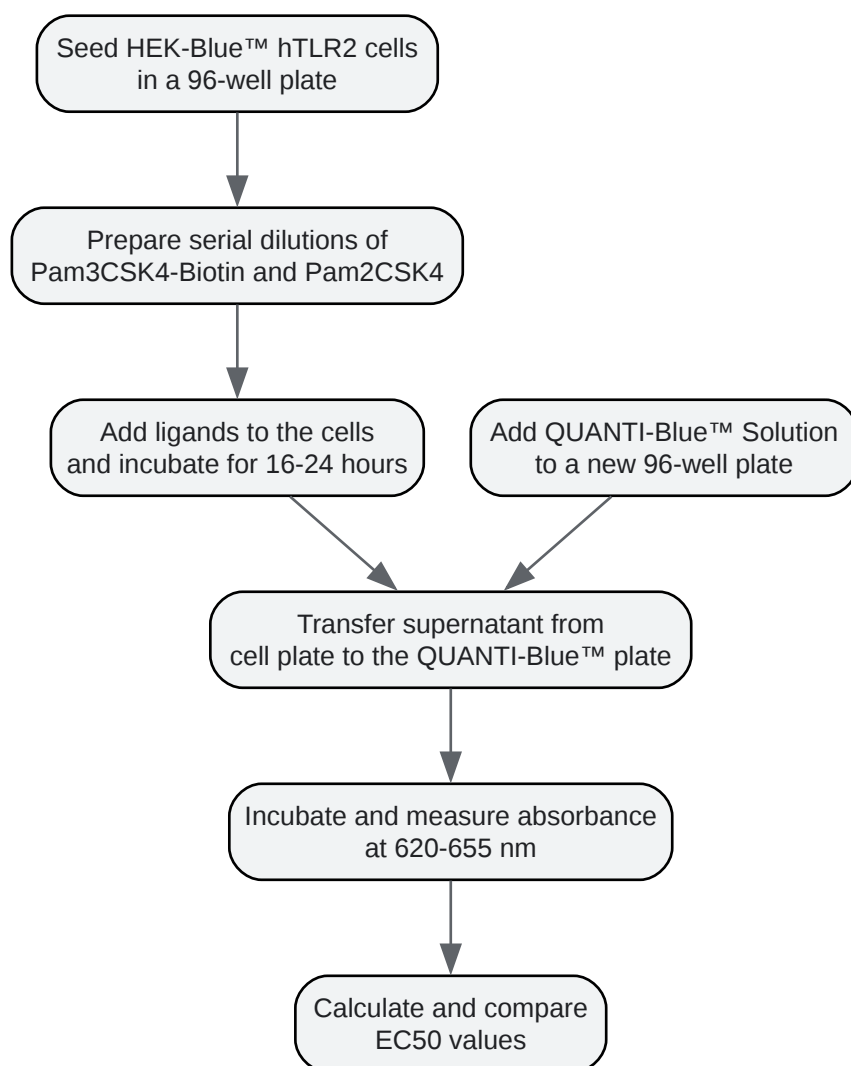 Seed HEK-Blue™ hTLR2 cells
in a 96-well plate
Prepare serial dilutions of
Pam3CSK4-Biotin and Pam2CSK4
Add ligands to the cells
and incubate for 16-24 hours
Add QUANTI-Blue™ Solution
to a new 96-well plate
Transfer supernatant from
cell plate to the QUANTI-Blue™ plate
Incubate and measure absorbance
at 620-655 nm
Calculate and compare
EC50 values